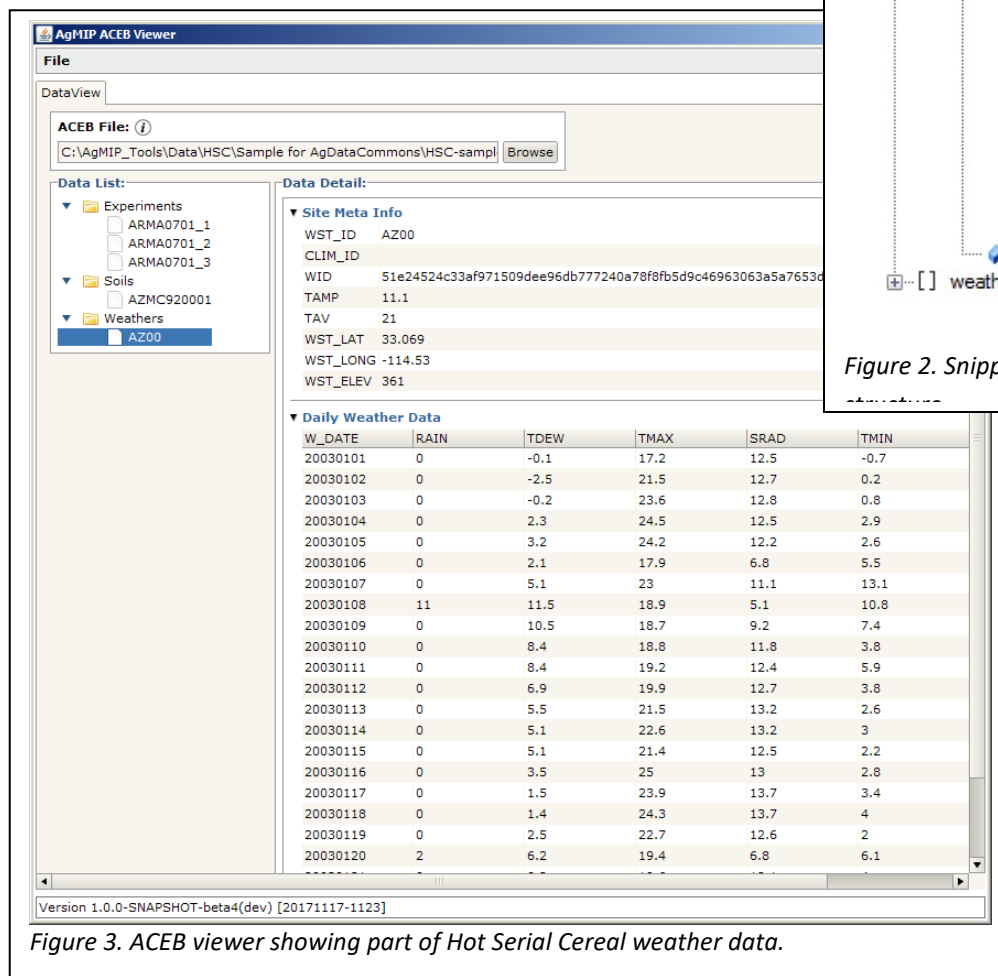 AgMIP ACEB Viewer
File
DataView
ACEB File: i
C:\AgMIP_Tools\Data\HSC\Sample for AgDataCommons\HSC-sampl Browse
Data List:
Experiments
ARMA0701_1
ARMA0701_2
ARMA0701_3
Soils
AZMC920001
Weathers
AZ00
Data Detail:
Site Meta Info
WST_ID AZ00
CLIM_ID
WID 51e24524c33af971509dee96db777240a78f8fb5d9c46963063a5a7653d
TAMP 11.1
TAV 21
WST_LAT 33.069
WST_LONG -114.53
WST_ELEV 361
Daily Weather Data
W_DATE RAIN TDEW TMAX SRAD TMIN
20030101 0 -0.1 17.2 12.5 -0.7
20030102 0 -2.5 21.5 12.7 0.2
20030103 0 -0.2 23.6 12.8 0.8
20030104 0 2.3 24.5 12.5 2.9
20030105 0 3.2 24.2 12.2 2.6
20030106 0 2.1 17.9 6.8 5.5
20030107 0 5.1 23 11.1 13.1
20030108 11 11.5 18.9 5.1 10.8
20030109 0 10.5 18.7 9.2 7.4
20030110 0 8.4 18.8 11.8 3.8
20030111 0 8.4 19.2 12.4 5.9
20030112 0 6.9 19.9 12.7 3.8
20030113 0 5.5 21.5 13.2 2.6
20030114 0 5.1 22.6 13.2 3
20030115 0 5.1 21.4 12.5 2.2
20030116 0 3.5 25 13 2.8
20030117 0 1.5 23.9 13.7 3.4
20030118 0 1.4 24.3 13.7 4
20030119 0 2.5 22.7 12.6 2
20030120 2 6.2 19.4 6.8 6.1
Version 1.0.0-SNAPSHOT-beta4(dev) [20171117-1123]
Figure 3. ACEB viewer showing part of Hot Serial Cereal weather data.
[] weath
Figure 2. Snipp